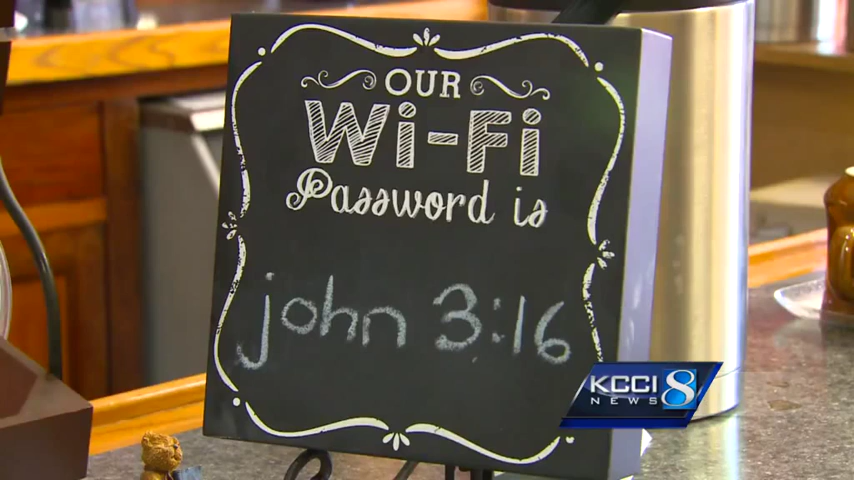 OUR
Wi-Fi
Password is
john 3:16
KCCI 8
NEWS